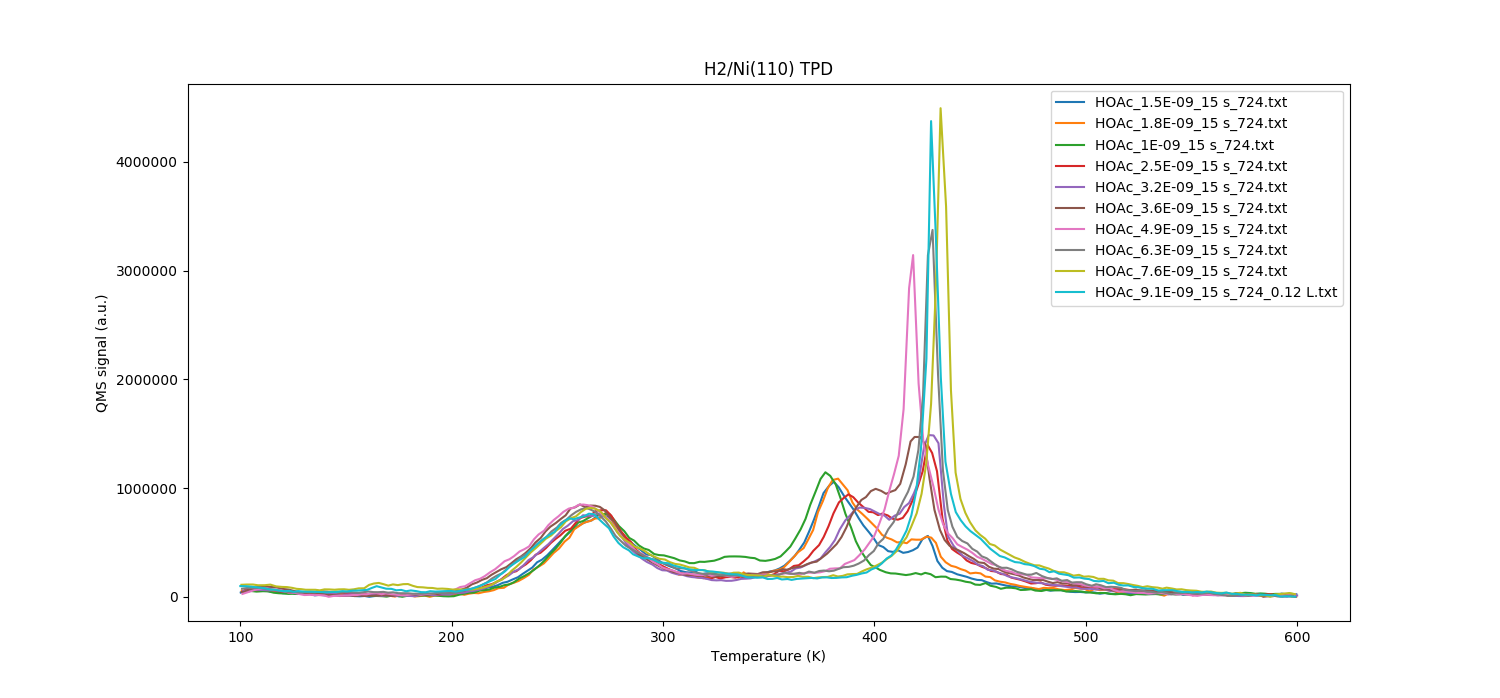 H2/Ni(110) TPD
QMS signal (a.u.)
4000000
3000000
2000000
1000000
0
HOAc_1.5E-09_15 s_724.txt
HOAc_1.8E-09_15 s_724.txt
HOAc_1E-09_15 s_724.txt
HOAc_2.5E-09_15 s_724.txt
HOAc_3.2E-09_15 s_724.txt
HOAc_3.6E-09_15 s_724.txt
HOAc_4.9E-09_15 s_724.txt
HOAc_6.3E-09_15 s_724.txt
HOAc_7.6E-09_15 s_724.txt
HOAc_9.1E-09_15 s_724_0.12 L.txt
100 200 300 400 500 600
Temperature (K)